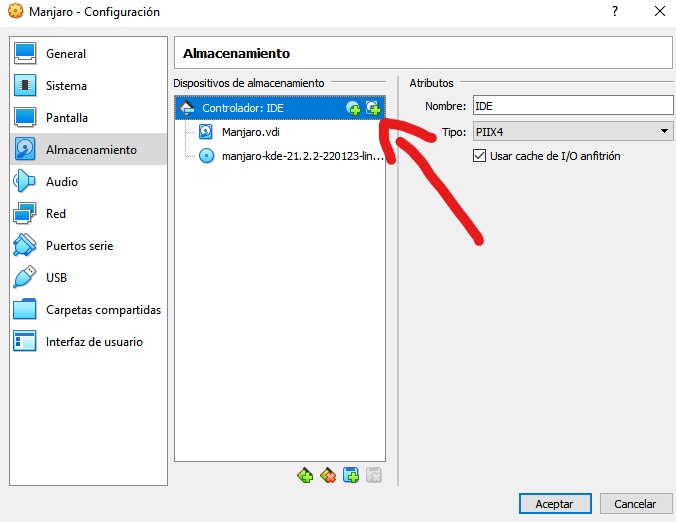 Manjaro - Configuración
?
General
Sistema
Pantalla
Almacenamiento
Audio
Red
Puertos serie
USB
Carpetas compartidas
Interfaz de usuario
Almacenamiento
Dispositivos de almacenamiento
Controlador: IDE
Manjaro.vdi
manjaro-kde-21.2.2-220123-lin...
Atributos
Nombre: IDE
Tipo: PIIX4
Usar cache de I/O anfitrión
Aceptar Cancelar